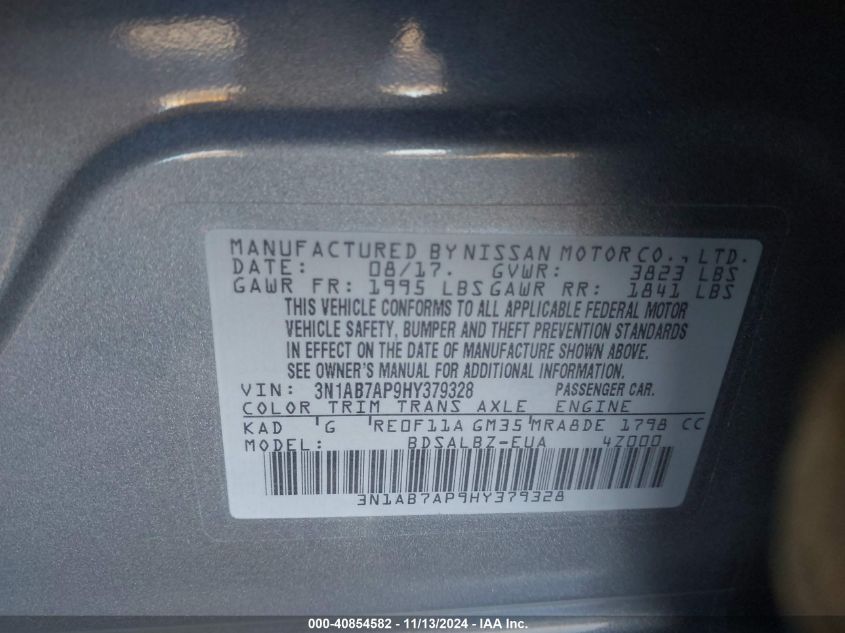 MANUFACTURED BY NISSAN MOTOR CO., LTD.
DATE: 08/17. GVWR: 3823 LBS
GAWR FR: 1995 LBS GAWR RR: 1841 LBS
THIS VEHICLE CONFORMS TO ALL APPLICABLE FEDERAL MOTOR
VEHICLE SAFETY, BUMPER AND THEFT PREVENTION STANDARDS
IN EFFECT ON THE DATE OF MANUFACTURE SHOWN ABOVE.
SEE OWNER'S MANUAL FOR ADDITIONAL INFORMATION.
VIN: 3N1AB7AP9HY379328 PASSENGER CAR.
COLOR TRIM TRANS AXLE ENGINE
KAD G RE0F11A GM35 MRA8DE 1798 CC
MODEL: BDSALBZ-EUA 4Z000
3N1AB7AP9HY379328
000-40854582 - 11/13/2024 - IAA Inc.